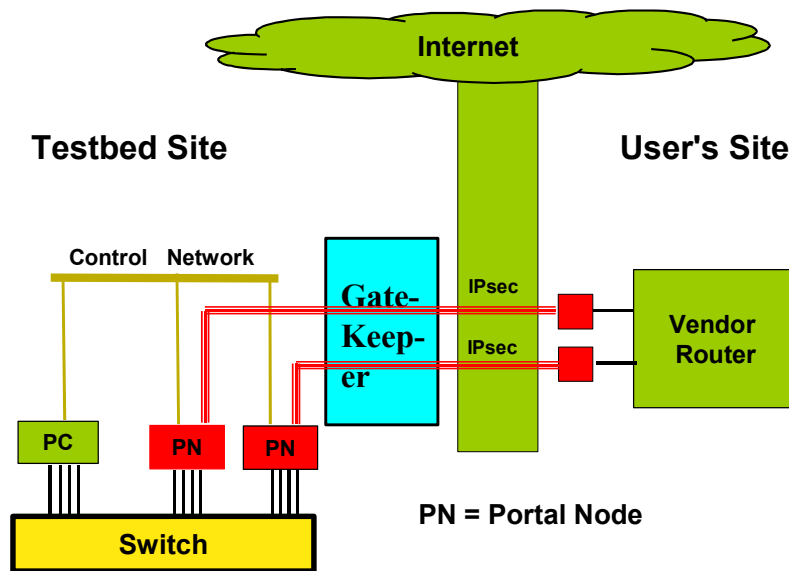 Internet
Testbed Site
User's Site
Control Network
Gate-
Keep-
er
IPsec
IPsec
Vendor
Router
PC
PN
PN
PN = Portal Node
Switch